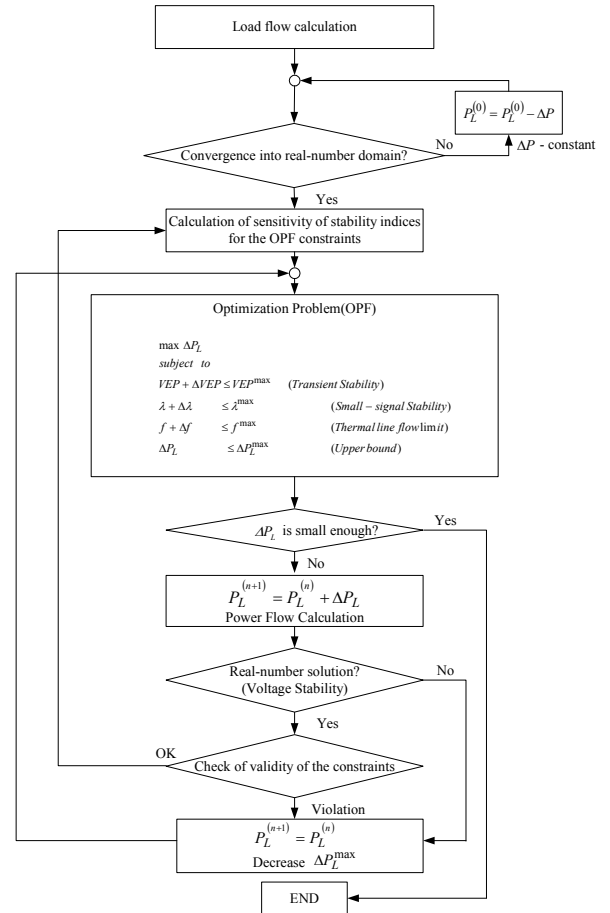 Load flow calculation
P_L^(0) = P_L^(0) − ΔP
Convergence into real-number domain?
No
ΔP - constant
Yes
Calculation of sensitivity of stability indices
for the OPF constraints
Optimization Problem(OPF)
max ΔP_L
subject to
VEP + ΔVEP ≤ VEP^max (Transient Stability)
λ + Δλ ≤ λ^max (Small − signal Stability)
f + Δf ≤ f^max (Thermal line flow limit)
ΔP_L ≤ ΔP_L^max (Upper bound)
ΔP_L is small enough?
Yes
No
P_L^(n+1) = P_L^(n) + ΔP_L
Power Flow Calculation
Real-number solution?
(Voltage Stability)
No
Yes
OK
Check of validity of the constraints
Violation
P_L^(n+1) = P_L^(n)
Decrease ΔP_L^max
END